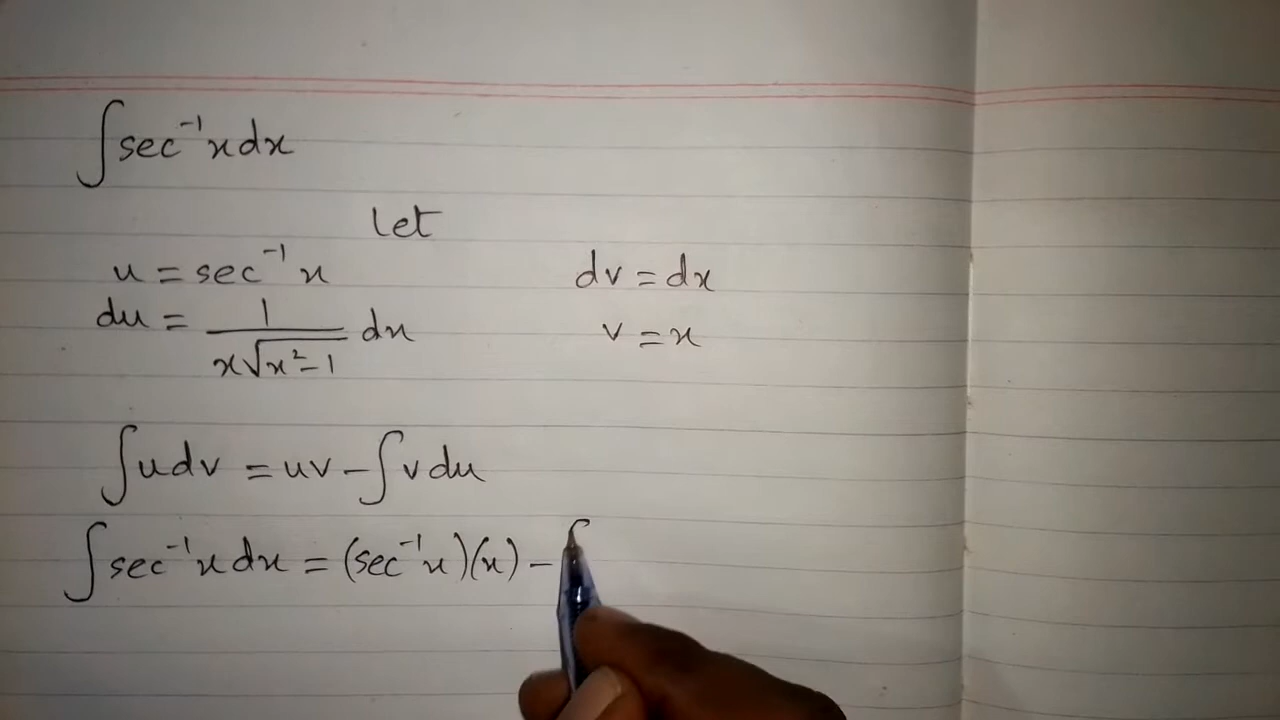 ∫sec⁻¹x dx
let
u = sec⁻¹ x    dv = dx
du = 1/(x√(x²-1)) dx    v = x
∫u dv = uv - ∫v du
∫sec⁻¹x dx = (sec⁻¹x)(x) - ∫